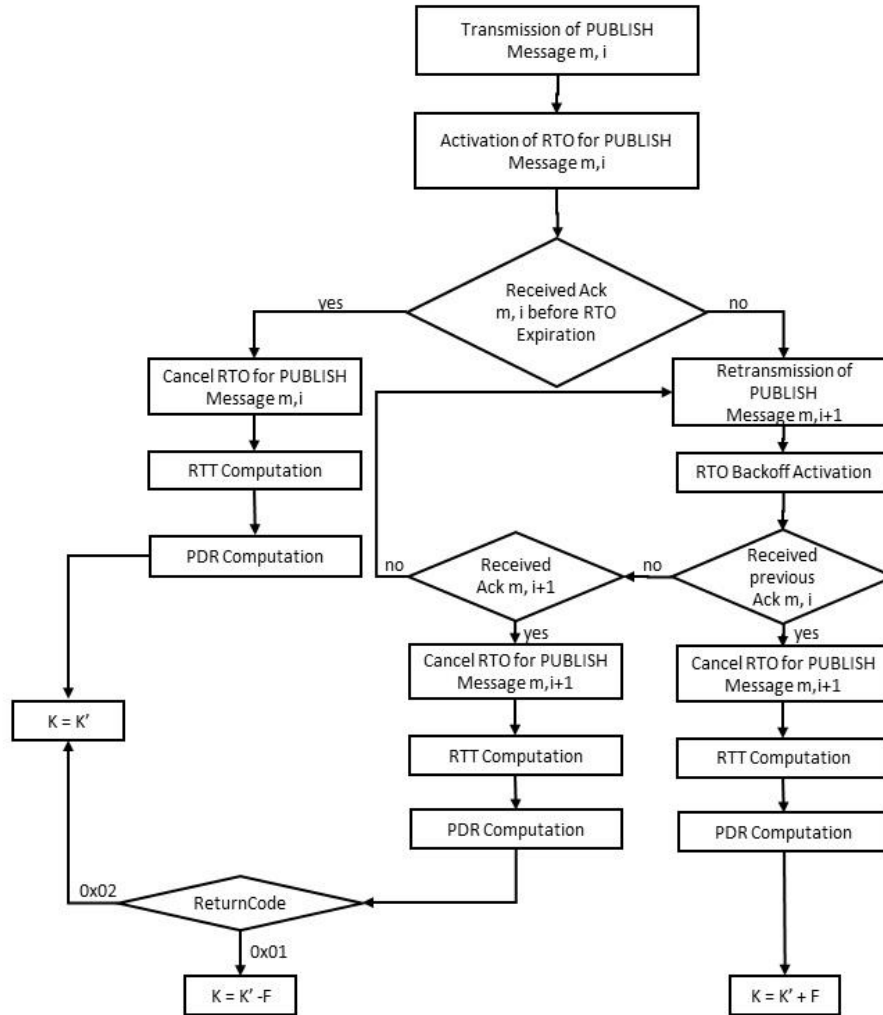 Transmission of PUBLISH
Message m, i
Activation of RTO for PUBLISH
Message m,i
Received Ack
m, i before RTO
Expiration
yes
no
Cancel RTO for PUBLISH
Message m,i
Retransmission of
PUBLISH
Message m,i+1
RTT Computation
RTO Backoff Activation
PDR Computation
no
Received
Ack m, i+1
no
Received
previous
Ack m, i
yes
yes
Cancel RTO for PUBLISH
Message m,i+1
Cancel RTO for PUBLISH
Message m,i+1
K = K’
RTT Computation
RTT Computation
PDR Computation
PDR Computation
0x02
ReturnCode
0x01
K = K’ -F
K = K’ + F